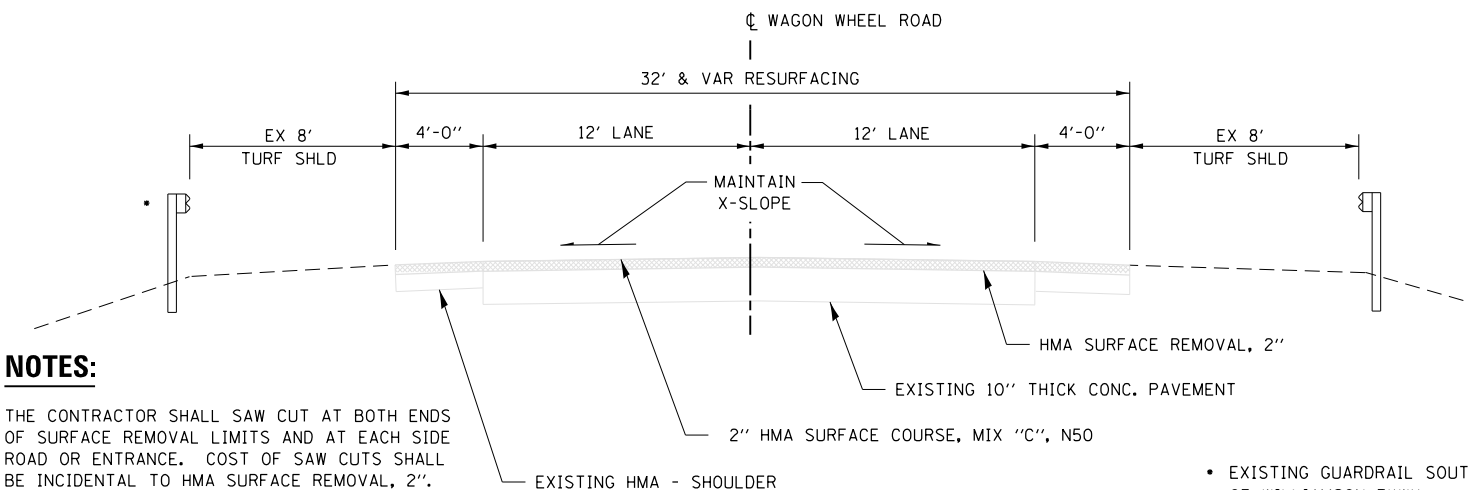 ℄ WAGON WHEEL ROAD
32' & VAR RESURFACING
EX 8'
TURF SHLD
4'-0''
12' LANE
12' LANE
4'-0''
EX 8'
TURF SHLD
MAINTAIN
X-SLOPE
*
HMA SURFACE REMOVAL, 2''
EXISTING 10'' THICK CONC. PAVEMENT
2'' HMA SURFACE COURSE, MIX "C", N50
EXISTING HMA - SHOULDER
NOTES:
THE CONTRACTOR SHALL SAW CUT AT BOTH ENDS
OF SURFACE REMOVAL LIMITS AND AT EACH SIDE
ROAD OR ENTRANCE. COST OF SAW CUTS SHALL
BE INCIDENTAL TO HMA SURFACE REMOVAL, 2''.
* EXISTING GUARDRAIL SOUT